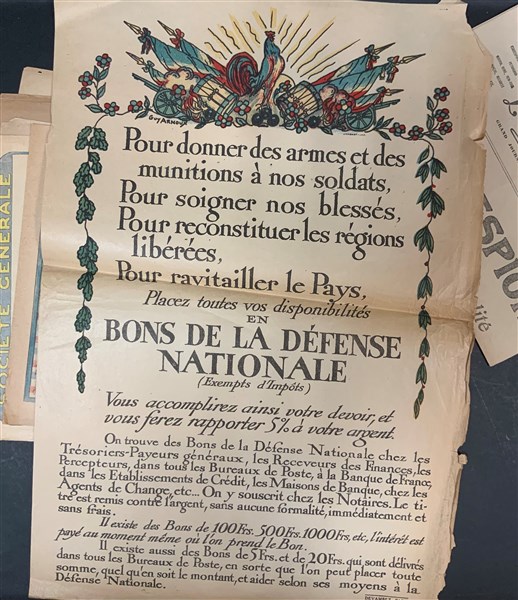 GUY ARNOUX
Pour donner des armes et des
munitions à nos soldats,
Pour soigner nos blessés,
Pour reconstituer les régions
libérées,
Pour ravitailler le Pays,
Placez toutes vos disponibilités
EN
BONS DE LA DÉFENSE
NATIONALE
(Exempts d'Impôts)
Vous accomplirez ainsi votre devoir, et
vous ferez rapporter 5% à votre argent.
On trouve des Bons de la Défense Nationale chez les
Trésoriers-Payeurs généraux, les Receveurs des Finances, les
Percepteurs, dans tous les Bureaux de Poste, à la Banque de France,
dans les Etablissements de Crédit, les Maisons de Banque, chez les
Agents de Change, etc... On y souscrit chez les Notaires. Le ti-
tre est remis contre l'argent, sans aucune formalité, immédiatement et
sans frais.
Il existe des Bons de 100 Frs. 500 Frs. 1000 Frs, etc, l'intérêt est
payé au moment même où l'on prend le Bon.
Il existe aussi des Bons de 5 Frs. et de 20 Frs. qui sont délivrés
dans tous les Bureaux de Poste, en sorte que l'on peut placer toute
somme, quel qu'en soit le montant, et aider selon ses moyens à la
Défense Nationale.
DEVAMBEZ
SOCIÉTÉ GÉNÉRALE
ESPION
lité